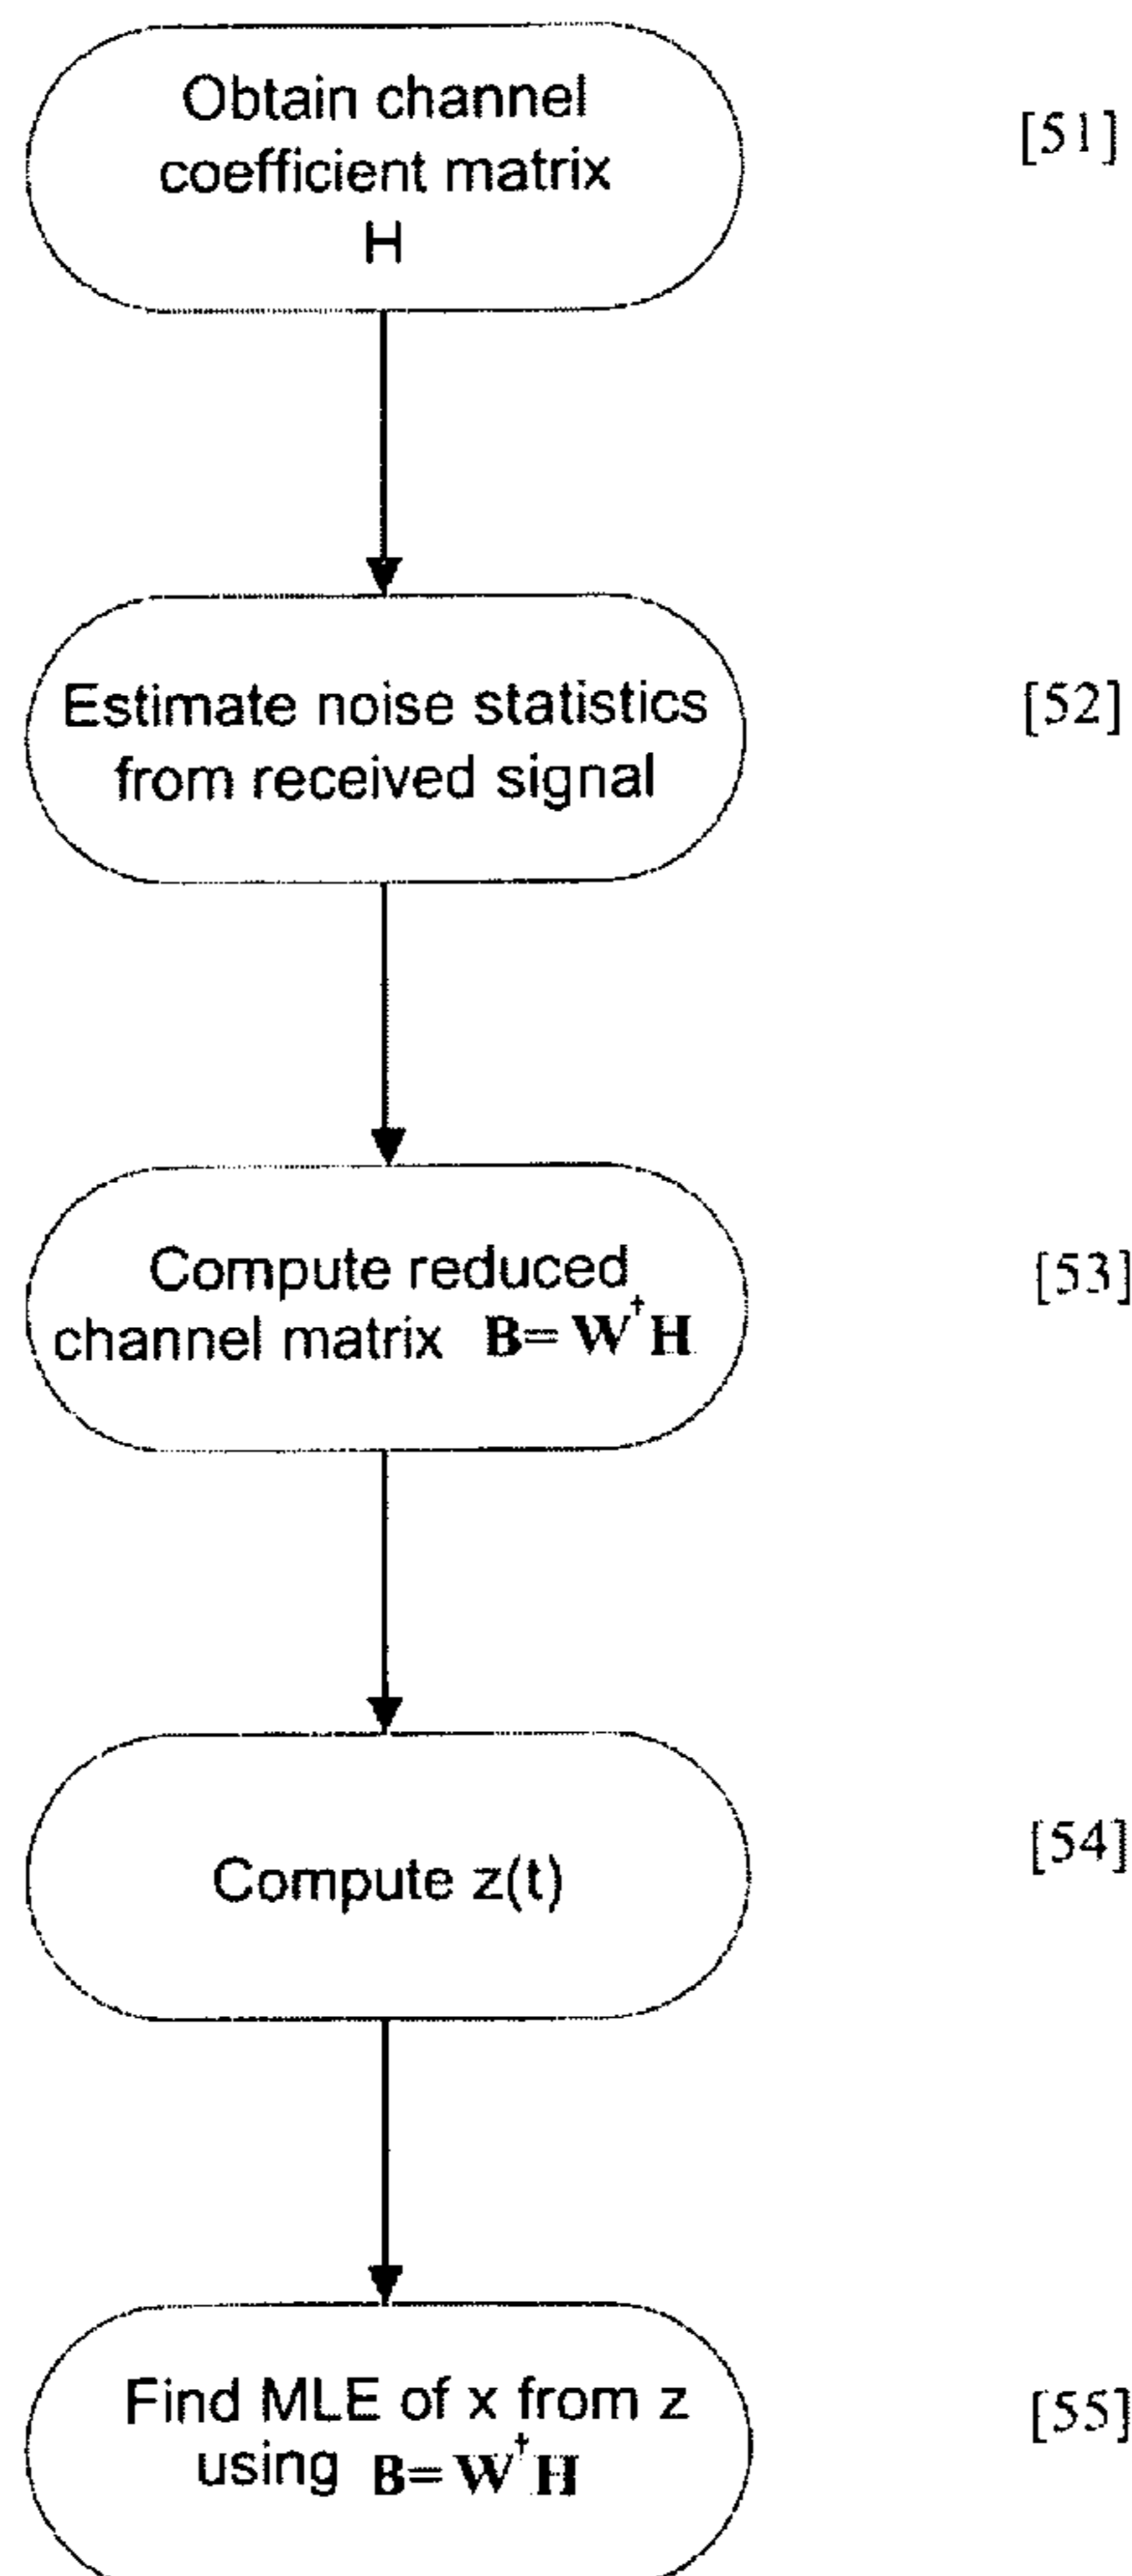 Obtain channel
coefficient matrix
H
[51]
Estimate noise statistics
from received signal
[52]
Compute reduced
channel matrix B= W†H
[53]
Compute z(t)
[54]
Find MLE of x from z
using B= W†H
[55]